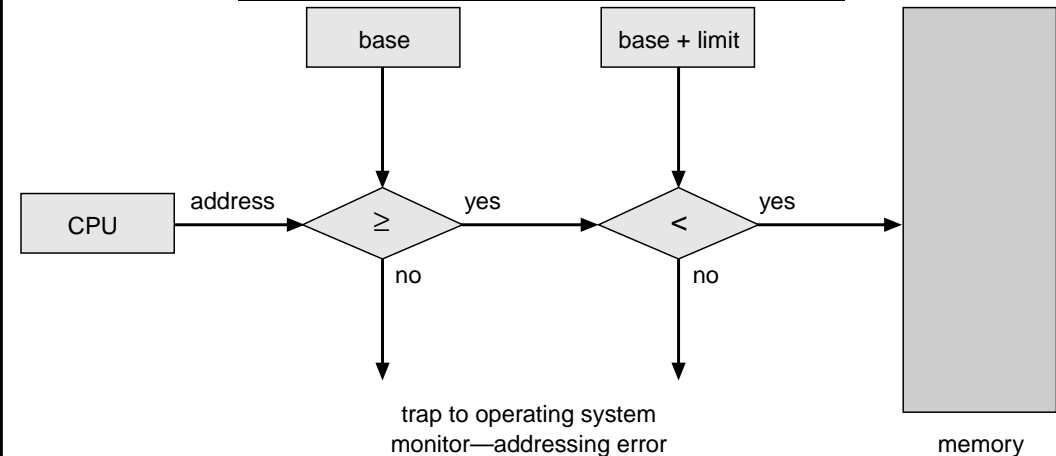 base
base + limit
CPU
address
≥
yes
<
yes
no
no
trap to operating system
monitor—addressing error
memory